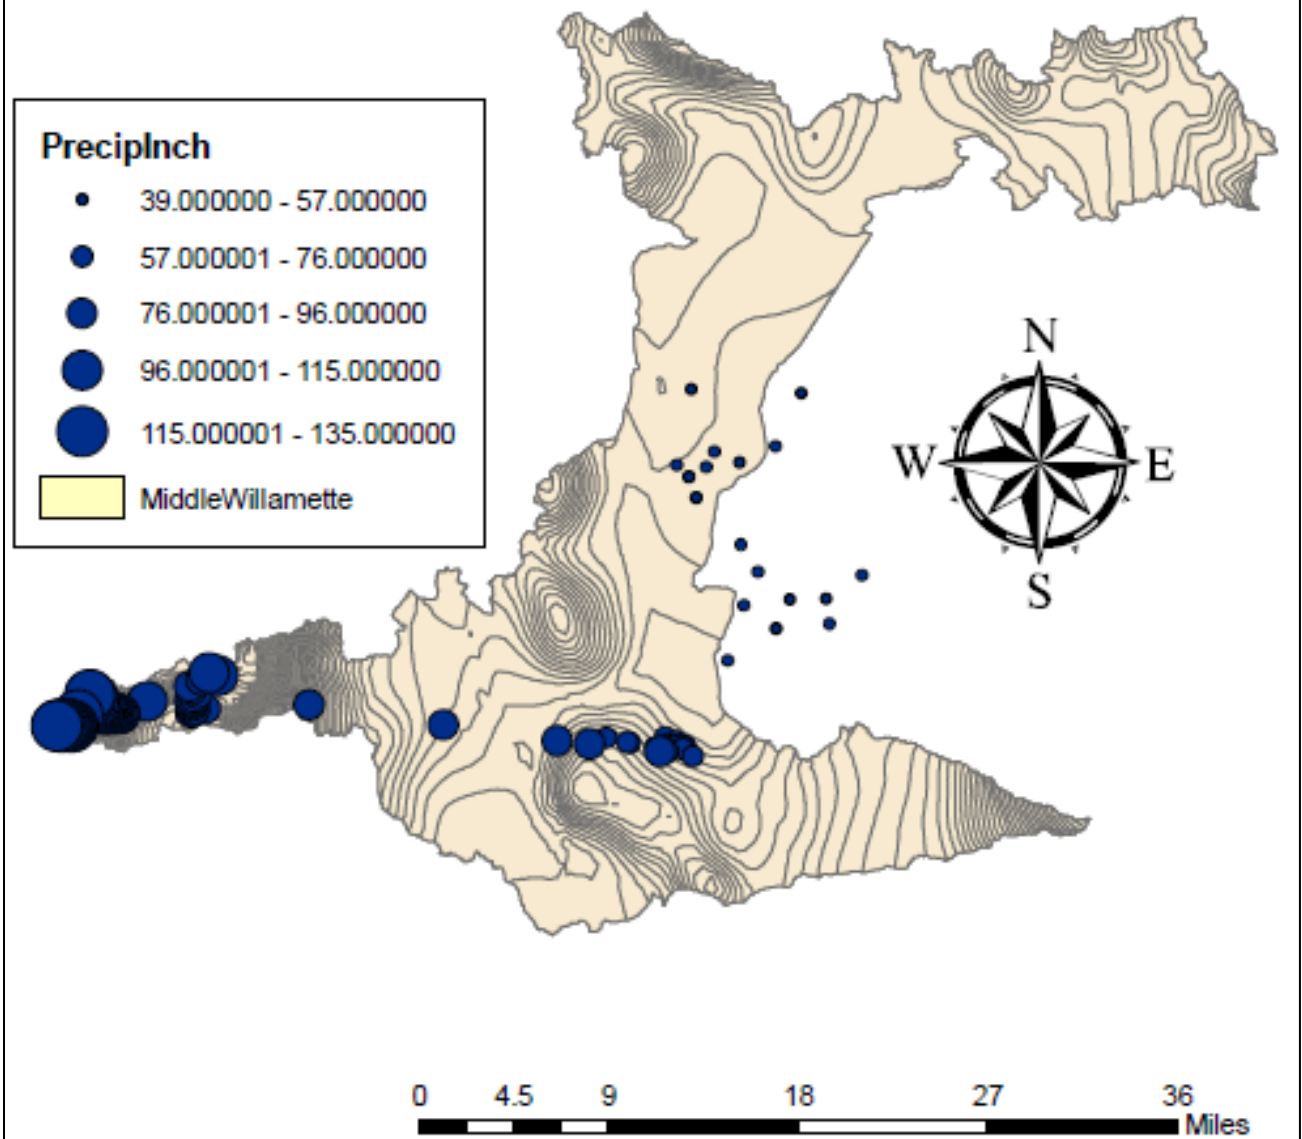 PrecipInch
39.000000 - 57.000000
57.000001 - 76.000000
76.000001 - 96.000000
96.000001 - 115.000000
115.000001 - 135.000000
MiddleWillamette
N
W E
S
0 4.5 9 18 27 36
Miles